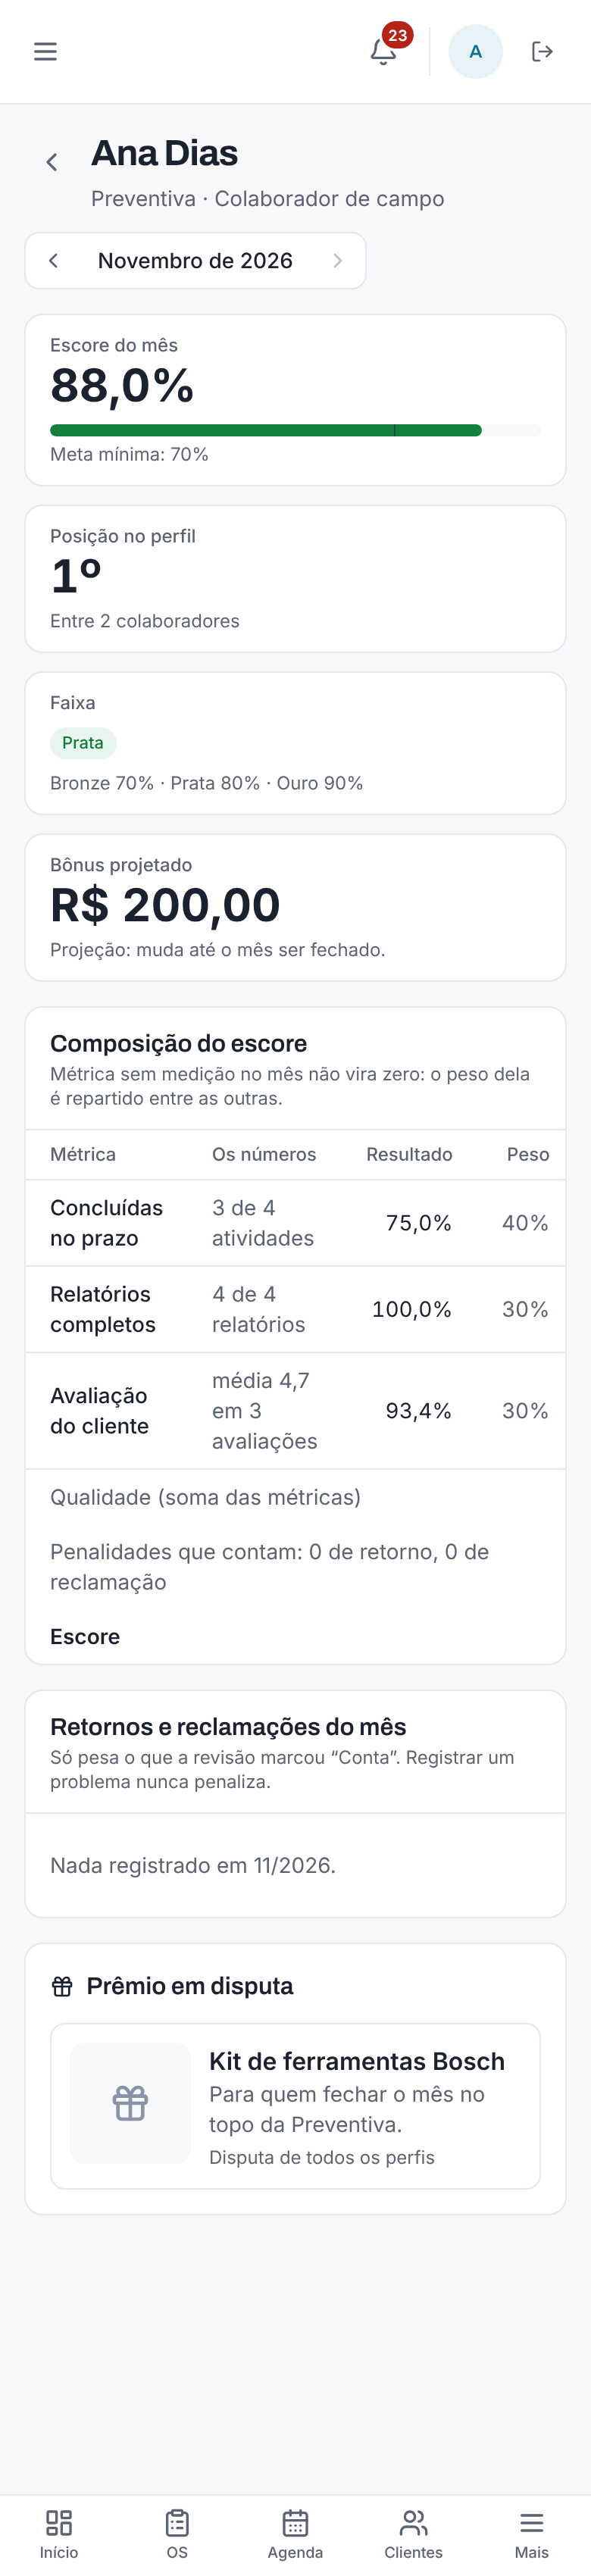 23
A
Ana Dias
Preventiva · Colaborador de campo
Novembro de 2026
Escore do mês
88,0%
Meta mínima: 70%
Posição no perfil
1º
Entre 2 colaboradores
Faixa
Prata
Bronze 70% · Prata 80% · Ouro 90%
Bônus projetado
R$ 200,00
Projeção: muda até o mês ser fechado.
Composição do escore
Métrica sem medição no mês não vira zero: o peso dela
é repartido entre as outras.
Métrica Os números Resultado Peso
Concluídas
no prazo
3 de 4
atividades
75,0%
40%
Relatórios
completos
4 de 4
relatórios
100,0%
30%
Avaliação
do cliente
média 4,7
em 3
avaliações
93,4%
30%
Qualidade (soma das métricas)
Penalidades que contam: 0 de retorno, 0 de
reclamação
Escore
Retornos e reclamações do mês
Só pesa o que a revisão marcou “Conta”. Registrar um
problema nunca penaliza.
Nada registrado em 11/2026.
Prêmio em disputa
Kit de ferramentas Bosch
Para quem fechar o mês no
topo da Preventiva.
Disputa de todos os perfis
Início OS Agenda Clientes Mais